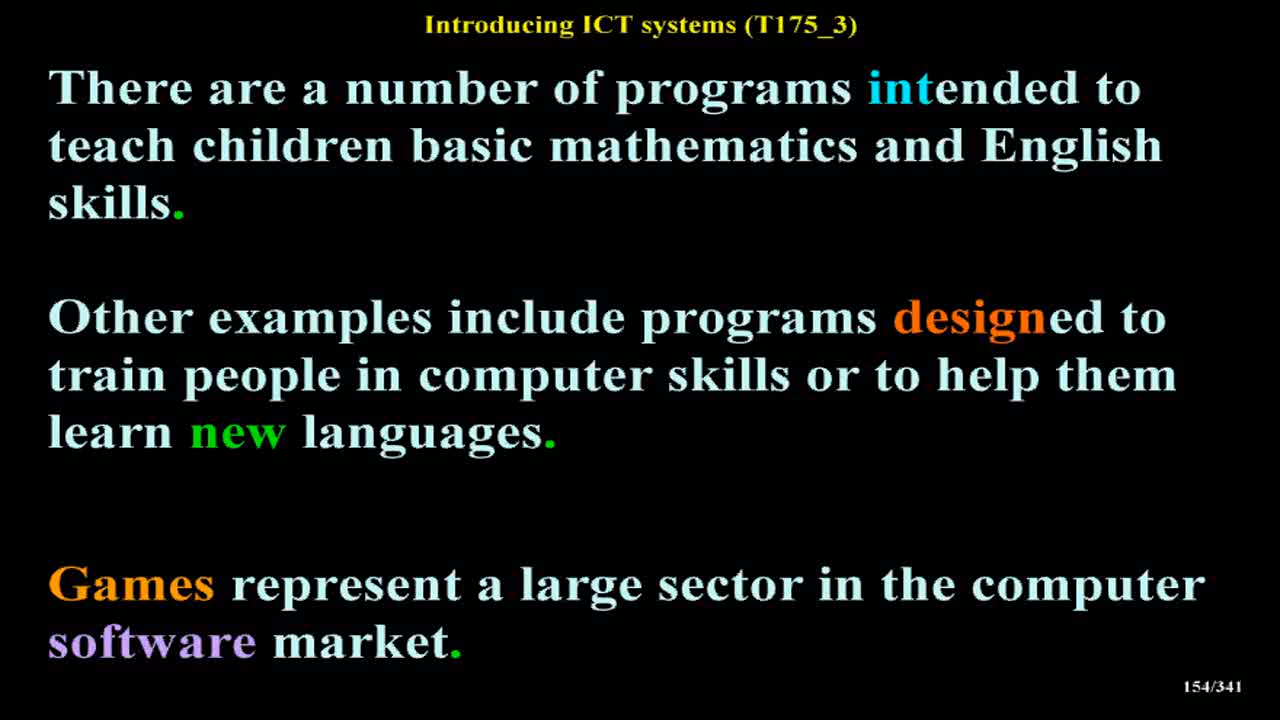 Introducing ICT systems (T175_3)
There are a number of programs intended to
teach children basic mathematics and English
skills.
Other examples include programs designed to
train people in computer skills or to help them
learn new languages.
Games represent a large sector in the computer
software market.
154/341